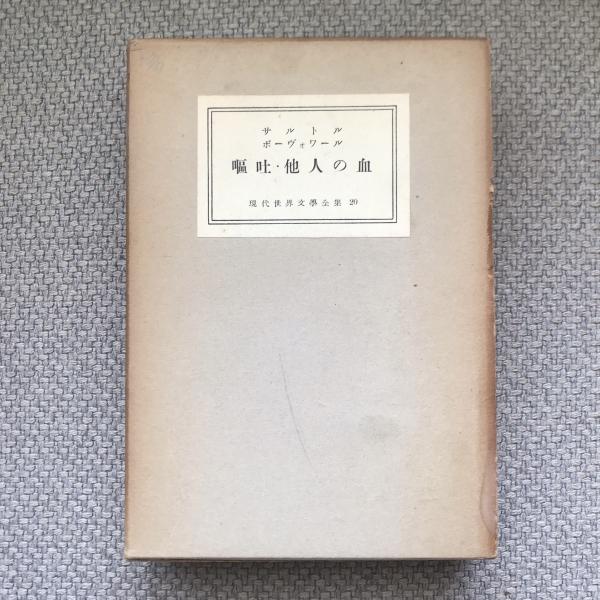 サルトル
ボーヴォワール
嘔吐・他人の血
現代世界文學全集 20